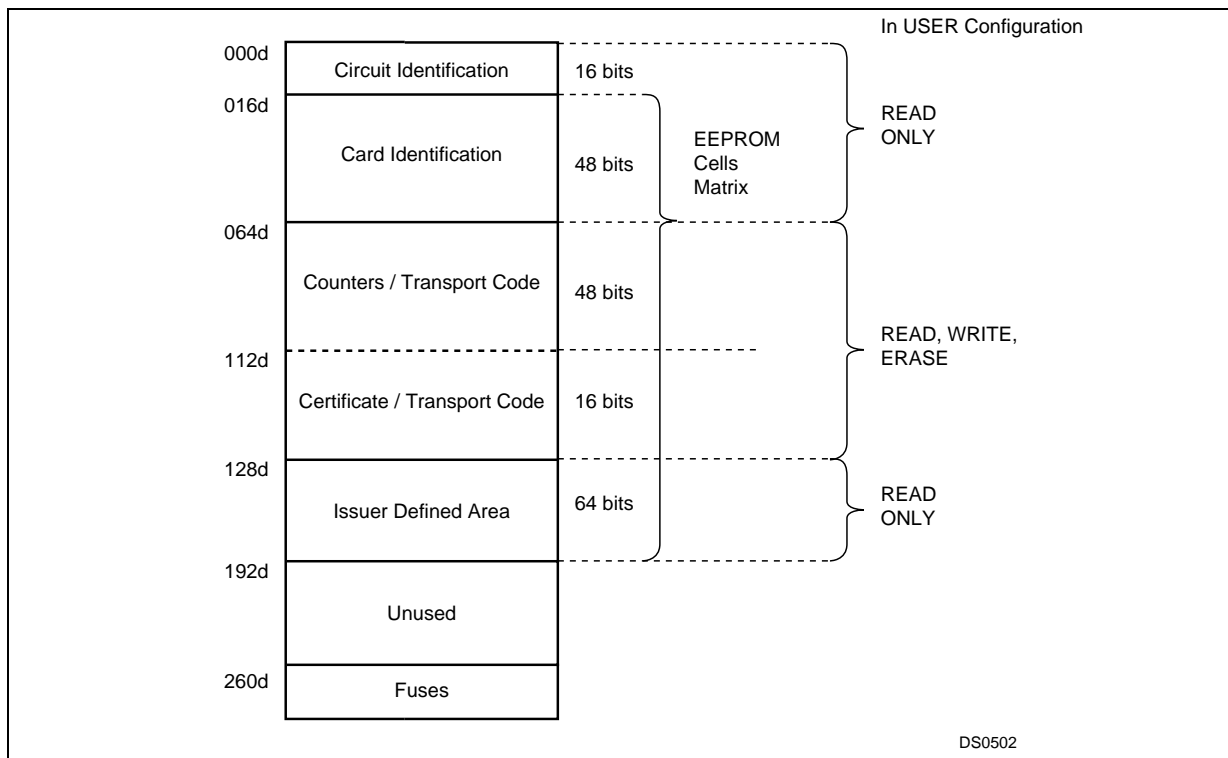 In USER Configuration
000d
Circuit Identification
16 bits
016d
Card Identification
48 bits
EEPROM
Cells
Matrix
READ
ONLY
064d
Counters / Transport Code
48 bits
READ, WRITE,
ERASE
112d
Certificate / Transport Code
16 bits
128d
Issuer Defined Area
64 bits
READ
ONLY
192d
Unused
260d
Fuses
DS0502